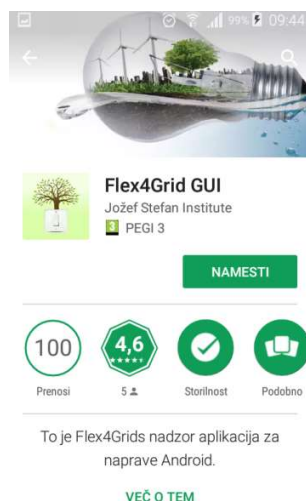 99% 09:44
Flex4Grid GUI
Jožef Stefan Institute
3 PEGI 3
NAMESTI
100
4,6
Prenosi
5
Storilnost
Podobno
To je Flex4Grids nadzor aplikacija za
naprave Android.
VEČ O TEM